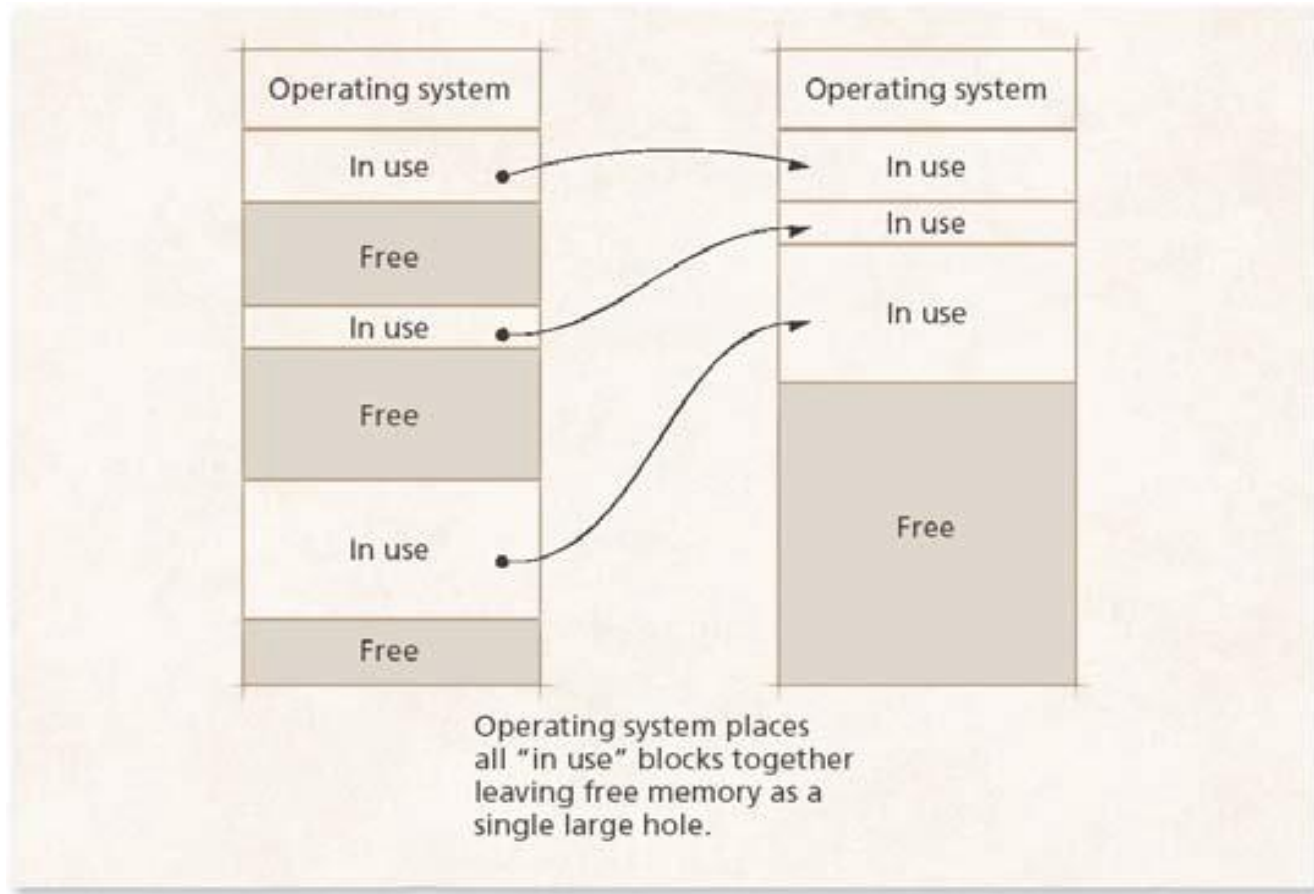 Operating system
In use
Free
In use
Free
In use
Free
Operating system
In use
In use
In use
Free
Operating system places
all “in use” blocks together
leaving free memory as a
single large hole.